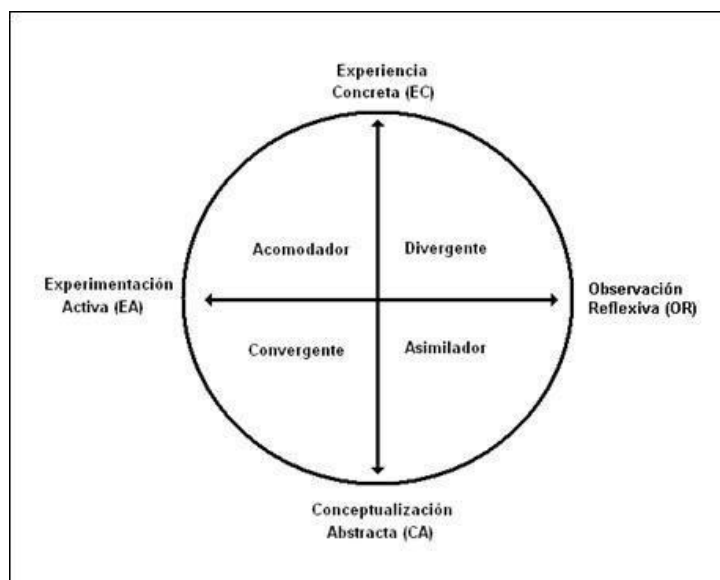 Experiencia
Concreta (EC)
Acomodador
Divergente
Experimentación
Activa (EA)
Observación
Reflexiva (OR)
Convergente
Asimilador
Conceptualización
Abstracta (CA)